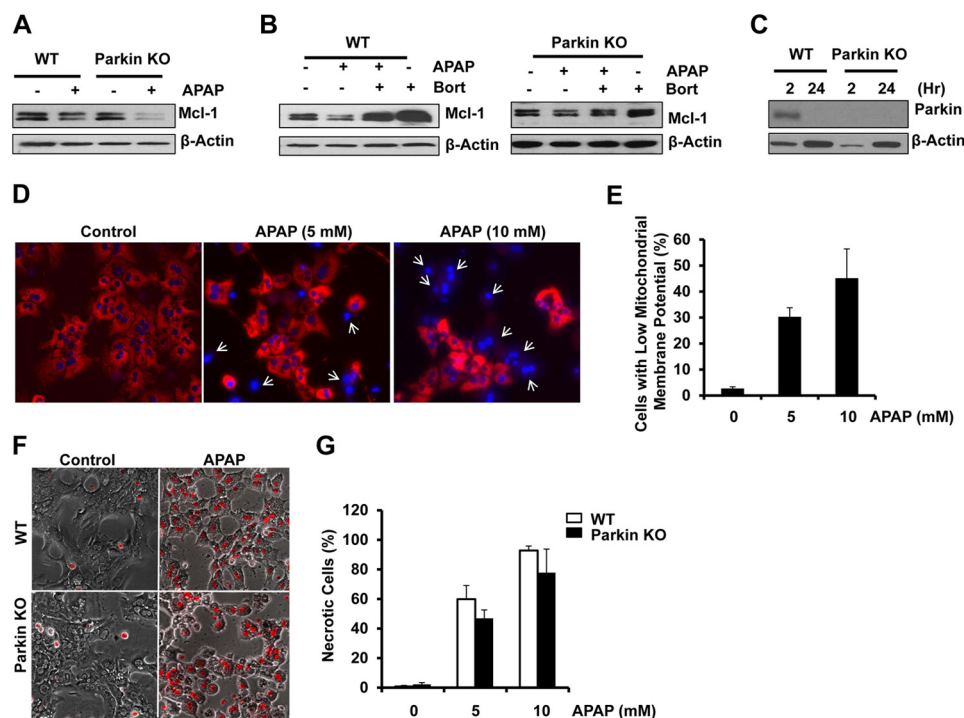 A
WT Parkin KO
- + - + APAP
Mcl-1
β-Actin
B
WT
- + + - APAP
+ + Bort
Mcl-1
β-Actin
Parkin KO
- + + - APAP
- - + + Bort
Mcl-1
β-Actin
C
WT Parkin KO
2 24 2 24 (Hr)
Parkin
β-Actin
D
Control APAP (5 mM) APAP (10 mM)
E
Cells with Low Mitochondrial
Membrane Potential (%)
60
50
40
30
20
10
0
0 5 10 APAP (mM)
F
Control APAP
WT
Parkin KO
G
Necrotic Cells (%)
120
100
80
60
40
20
0
WT
Parkin KO
0 5 10 APAP (mM)